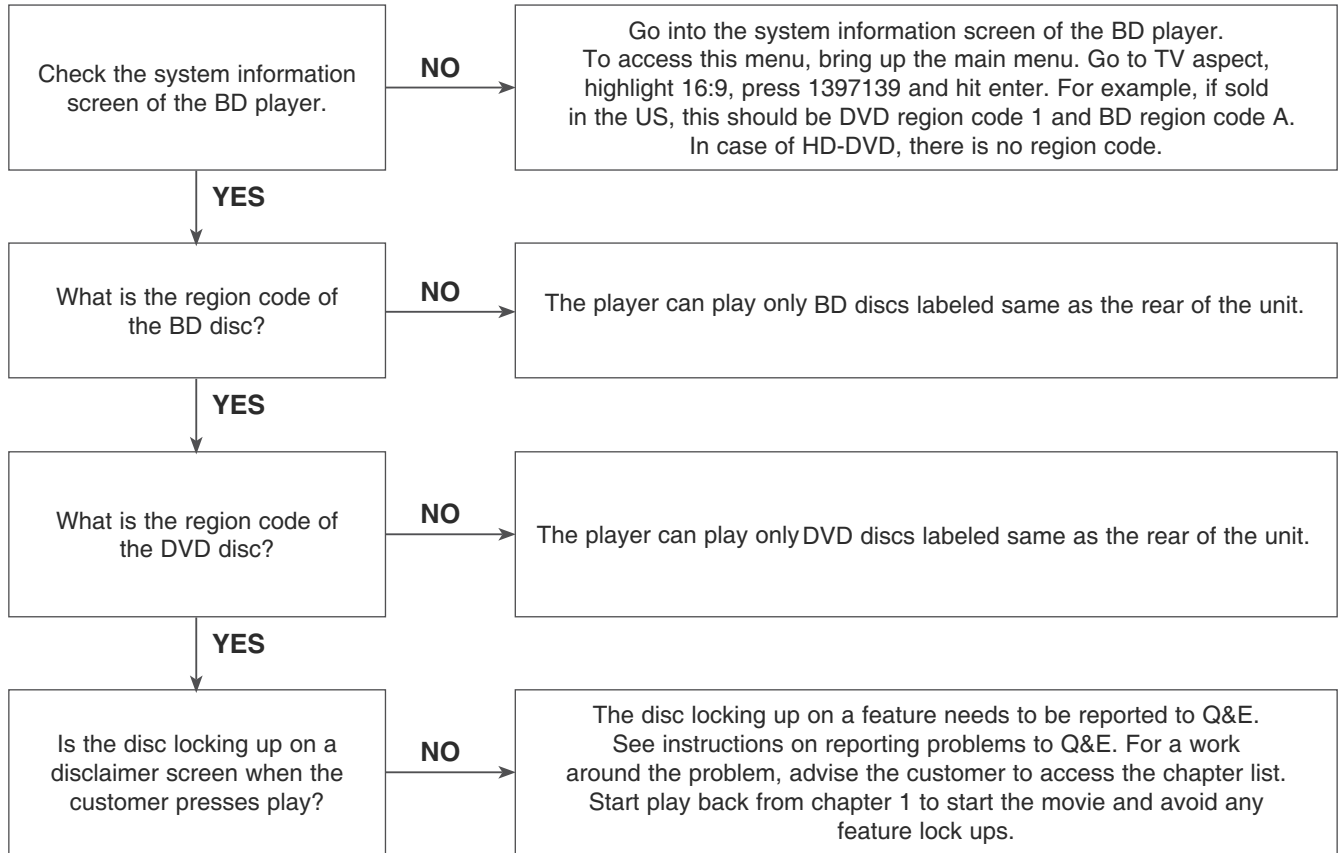 Check the system information
screen of the BD player.
NO
Go into the system information screen of the BD player.
To access this menu, bring up the main menu. Go to TV aspect,
highlight 16:9, press 1397139 and hit enter. For example, if sold
in the US, this should be DVD region code 1 and BD region code A.
In case of HD-DVD, there is no region code.
YES
What is the region code of
the BD disc?
NO
The player can play only BD discs labeled same as the rear of the unit.
YES
What is the region code of
the DVD disc?
NO
The player can play only DVD discs labeled same as the rear of the unit.
YES
Is the disc locking up on a
disclaimer screen when the
customer presses play?
NO
The disc locking up on a feature needs to be reported to Q&E.
See instructions on reporting problems to Q&E. For a work
around the problem, advise the customer to access the chapter list.
Start play back from chapter 1 to start the movie and avoid any
feature lock ups.